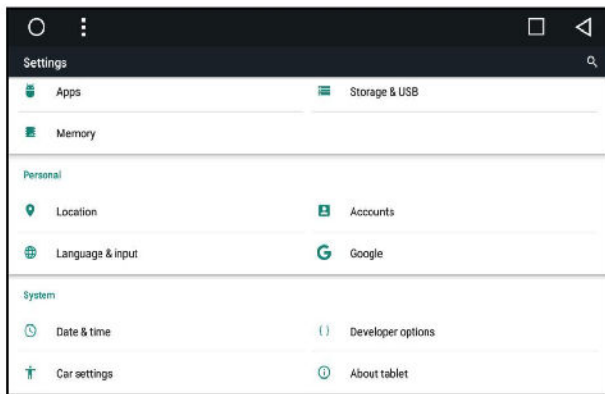 Settings
Apps
Storage & USB
Memory
Personal
Location
Accounts
Language & input
Google
System
Date & time
Developer options
Car settings
About tablet